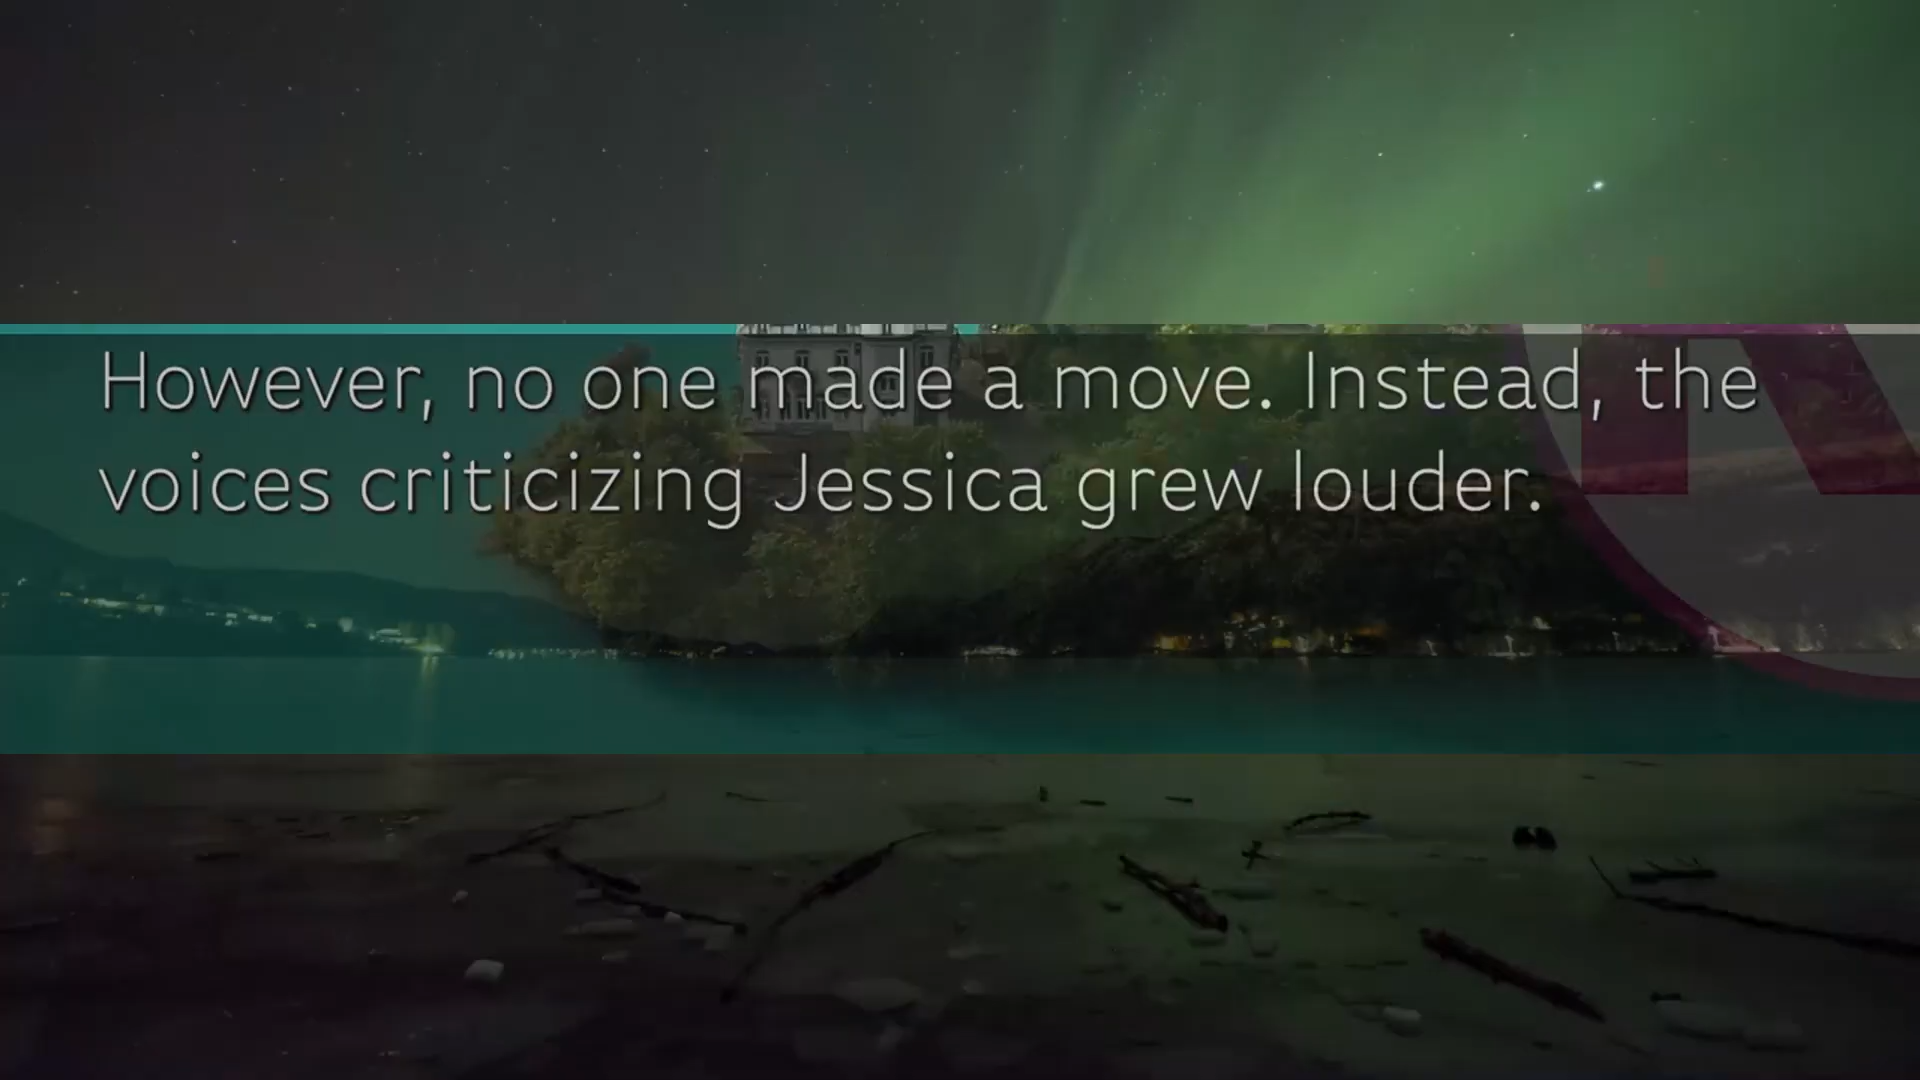 However, no one made a move. Instead, the
voices criticizing Jessica grew louder.